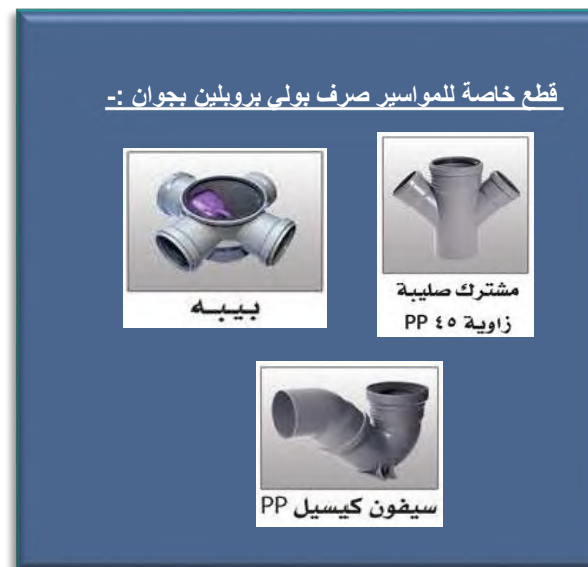 قطع خاصة للمواسير صرف بولي بروبلين بجوان :-
مشترك صليبة
زاوية ٤٥ PP
بيبه
سيفون كيسيل PP